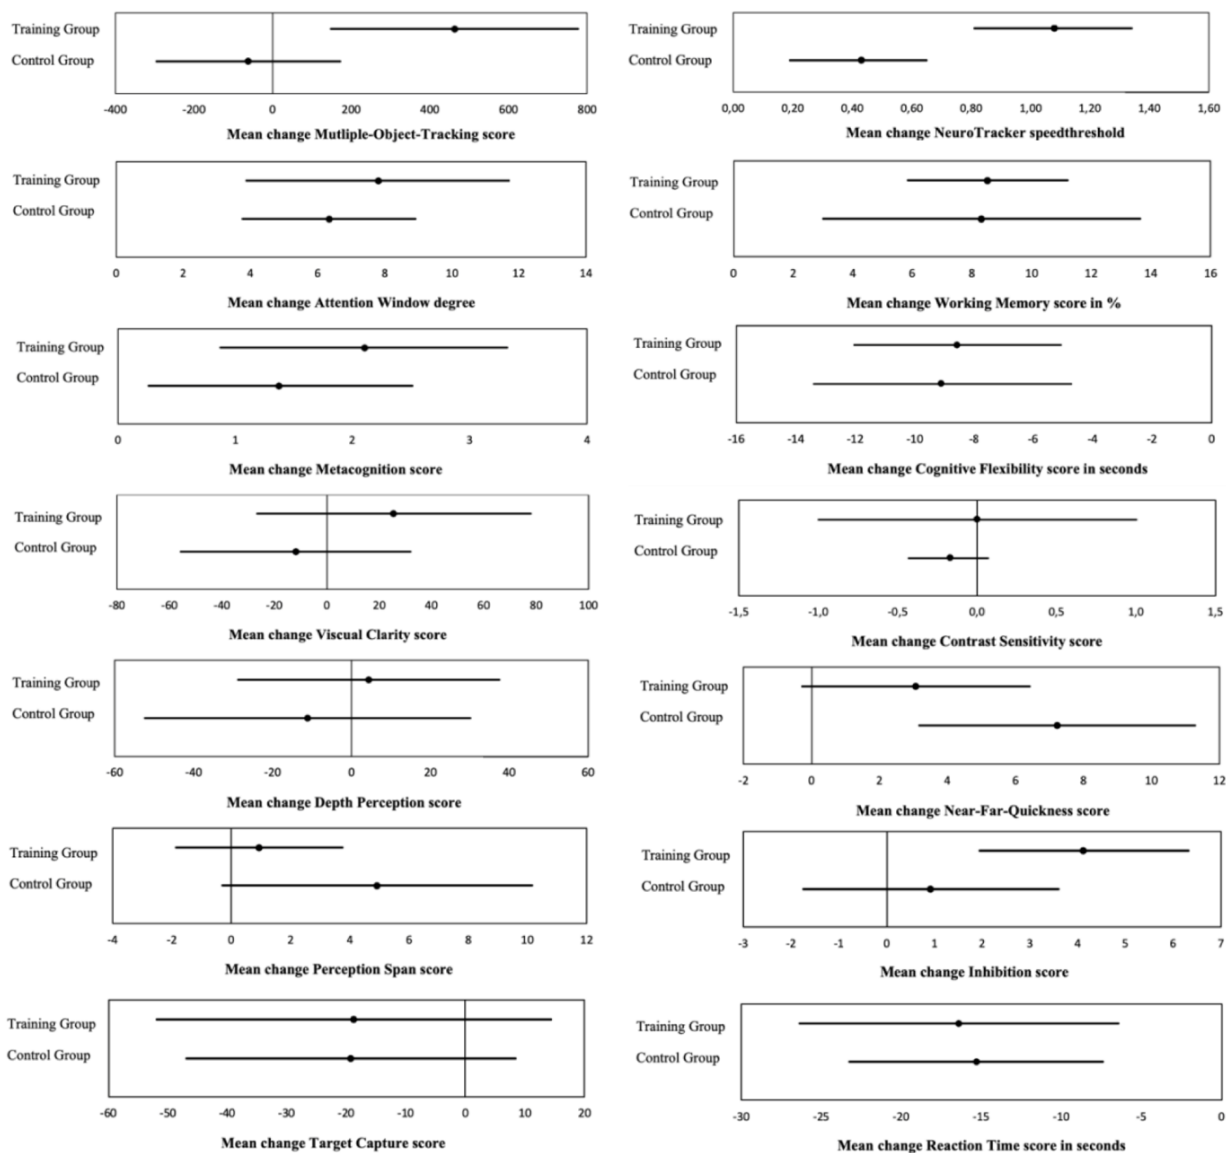 Training Group
Control Group
-400 -200 0 200 400 600 800
Mean change Mutliple-Object-Tracking score
Training Group
Control Group
0,00 0,20 0,40 0,60 0,80 1,00 1,20 1,40 1,60
Mean change NeuroTracker speedthreshold
Training Group
Control Group
0 2 4 6 8 10 12 14
Mean change Attention Window degree
Training Group
Control Group
0 2 4 6 8 10 12 14 16
Mean change Working Memory score in %
Training Group
Control Group
0 1 2 3 4
Mean change Metacognition score
Training Group
Control Group
-16 -14 -12 -10 -8 -6 -4 -2 0
Mean change Cognitive Flexibility score in seconds
Training Group
Control Group
-80 -60 -40 -20 0 20 40 60 80 100
Mean change Viscual Clarity score
Training Group
Control Group
-1,5 -1,0 -0,5 0,0 0,5 1,0 1,5
Mean change Contrast Sensitivity score
Training Group
Control Group
-60 -40 -20 0 20 40 60
Mean change Depth Perception score
Training Group
Control Group
-2 0 2 4 6 8 10 12
Mean change Near-Far-Quickness score
Training Group
Control Group
-4 -2 0 2 4 6 8 10 12
Mean change Perception Span score
Training Group
Control Group
-3 -2 -1 0 1 2 3 4 5 6 7
Mean change Inhibition score
Training Group
Control Group
-60 -50 -40 -30 -20 -10 0 10 20
Mean change Target Capture score
Training Group
Control Group
-30 -25 -20 -15 -10 -5 0
Mean change Reaction Time score in seconds